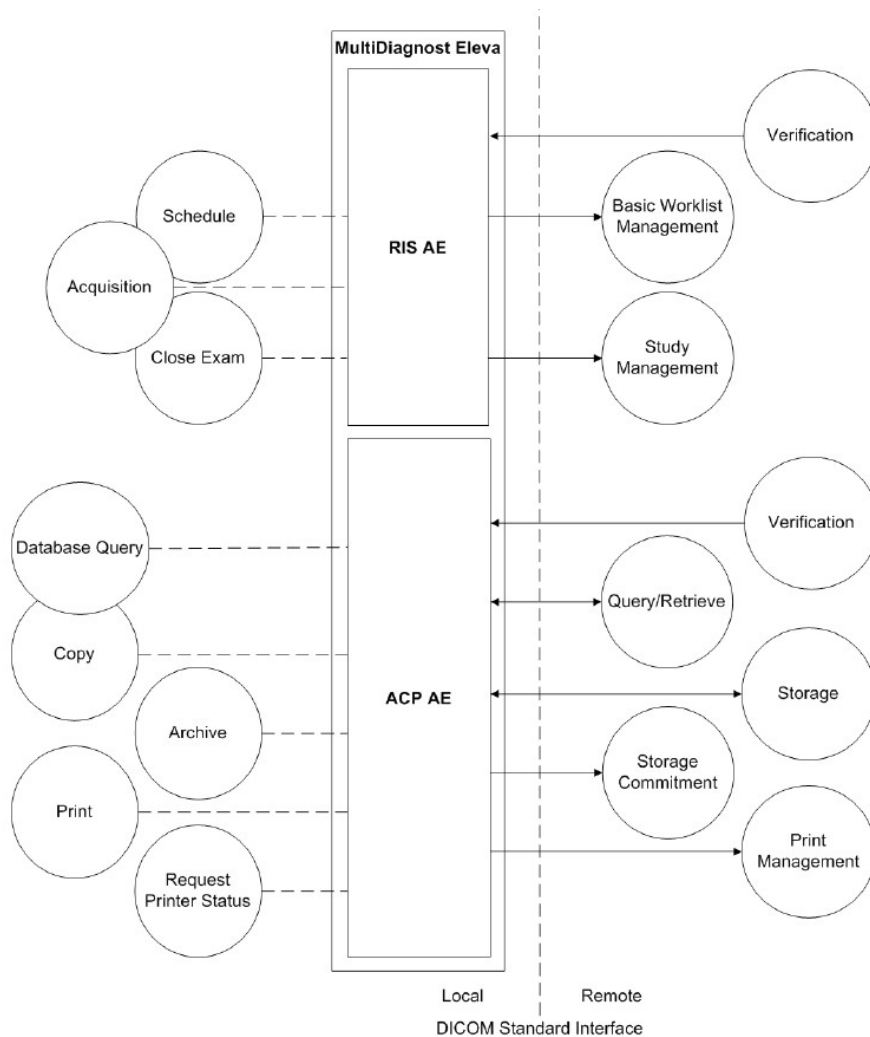 MultiDiagnost Eleva
Verification
Schedule
Basic Worklist
Management
RIS AE
Acquisition
Close Exam
Study
Management
Verification
Database Query
Query/Retrieve
Copy
ACP AE
Storage
Archive
Storage
Commitment
Print
Print
Management
Request
Printer Status
Local
Remote
DICOM Standard Interface